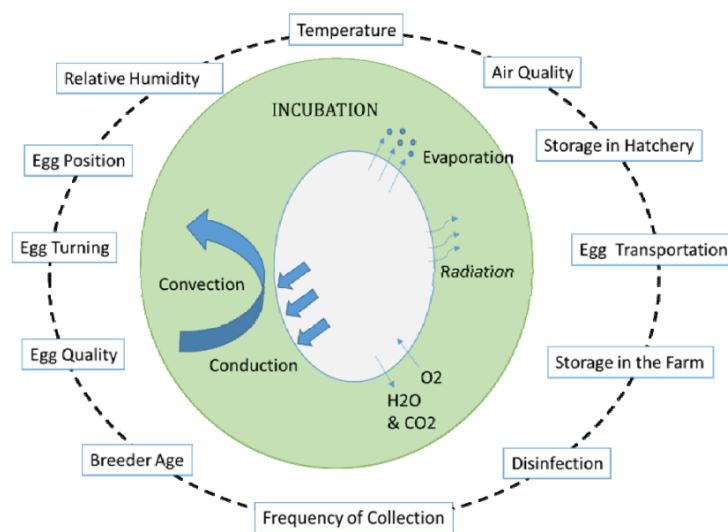 Temperature
Relative Humidity
Air Quality
INCUBATION
Egg Position
Evaporation
Storage in Hatchery
Egg Turning
Convection
Radiation
Egg Transportation
Egg Quality
Conduction
O2
H2O
& CO2
Storage in the Farm
Breeder Age
Disinfection
Frequency of Collection